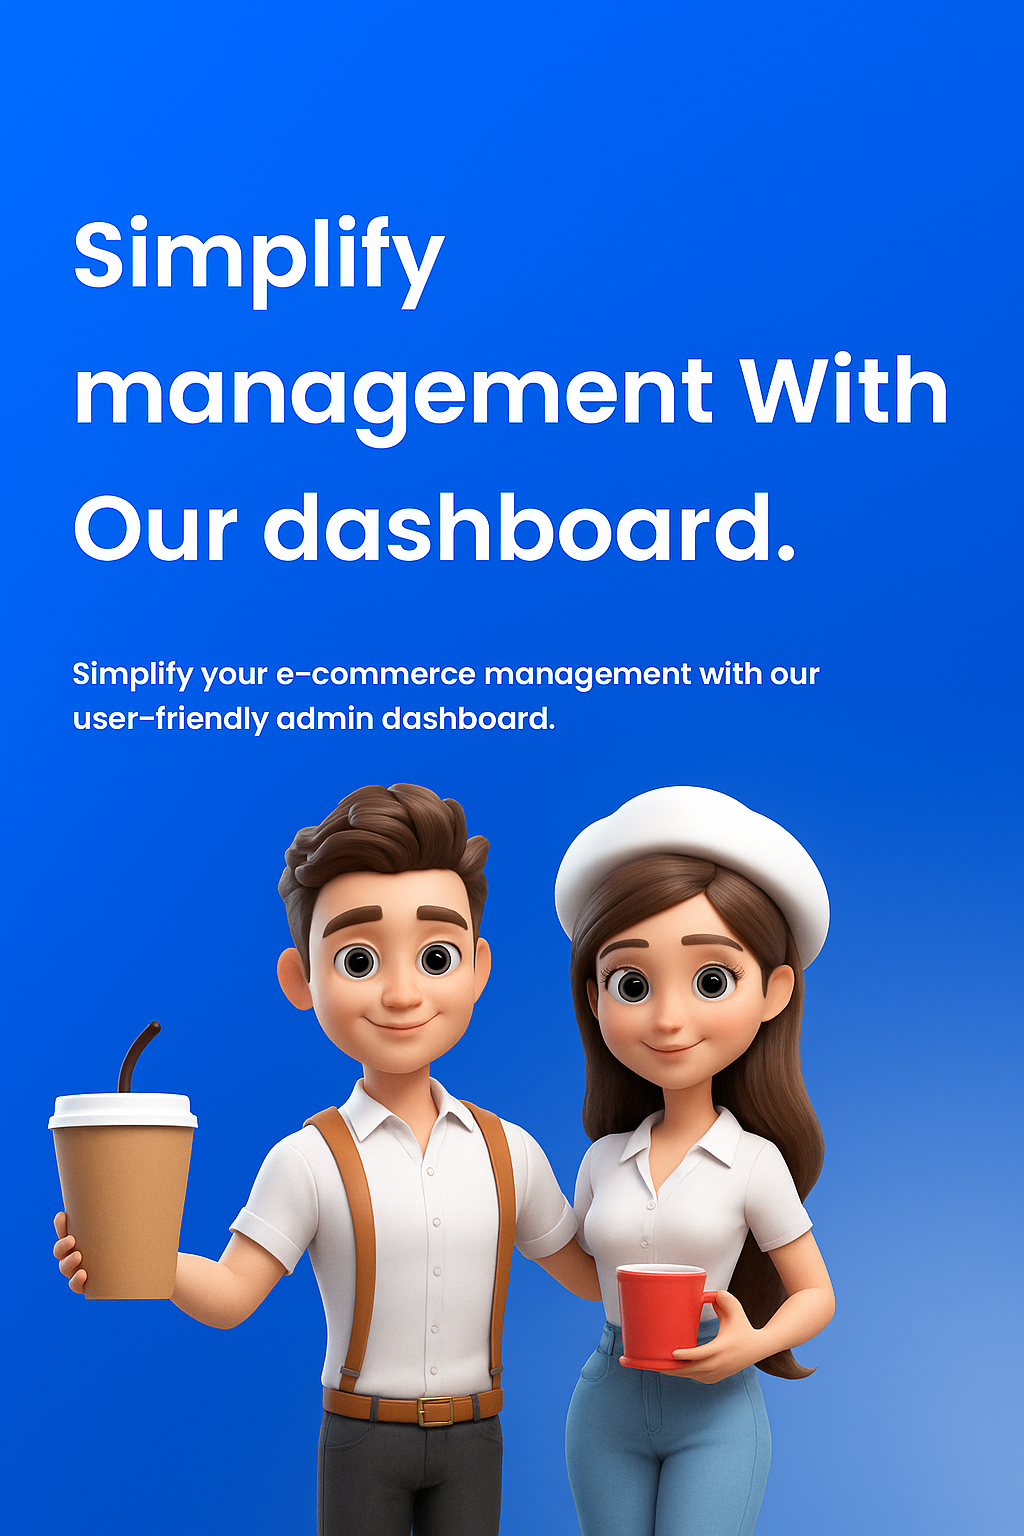 Simplify
management With
Our dashboard.
Simplify your e-commerce management with our
user-friendly admin dashboard.